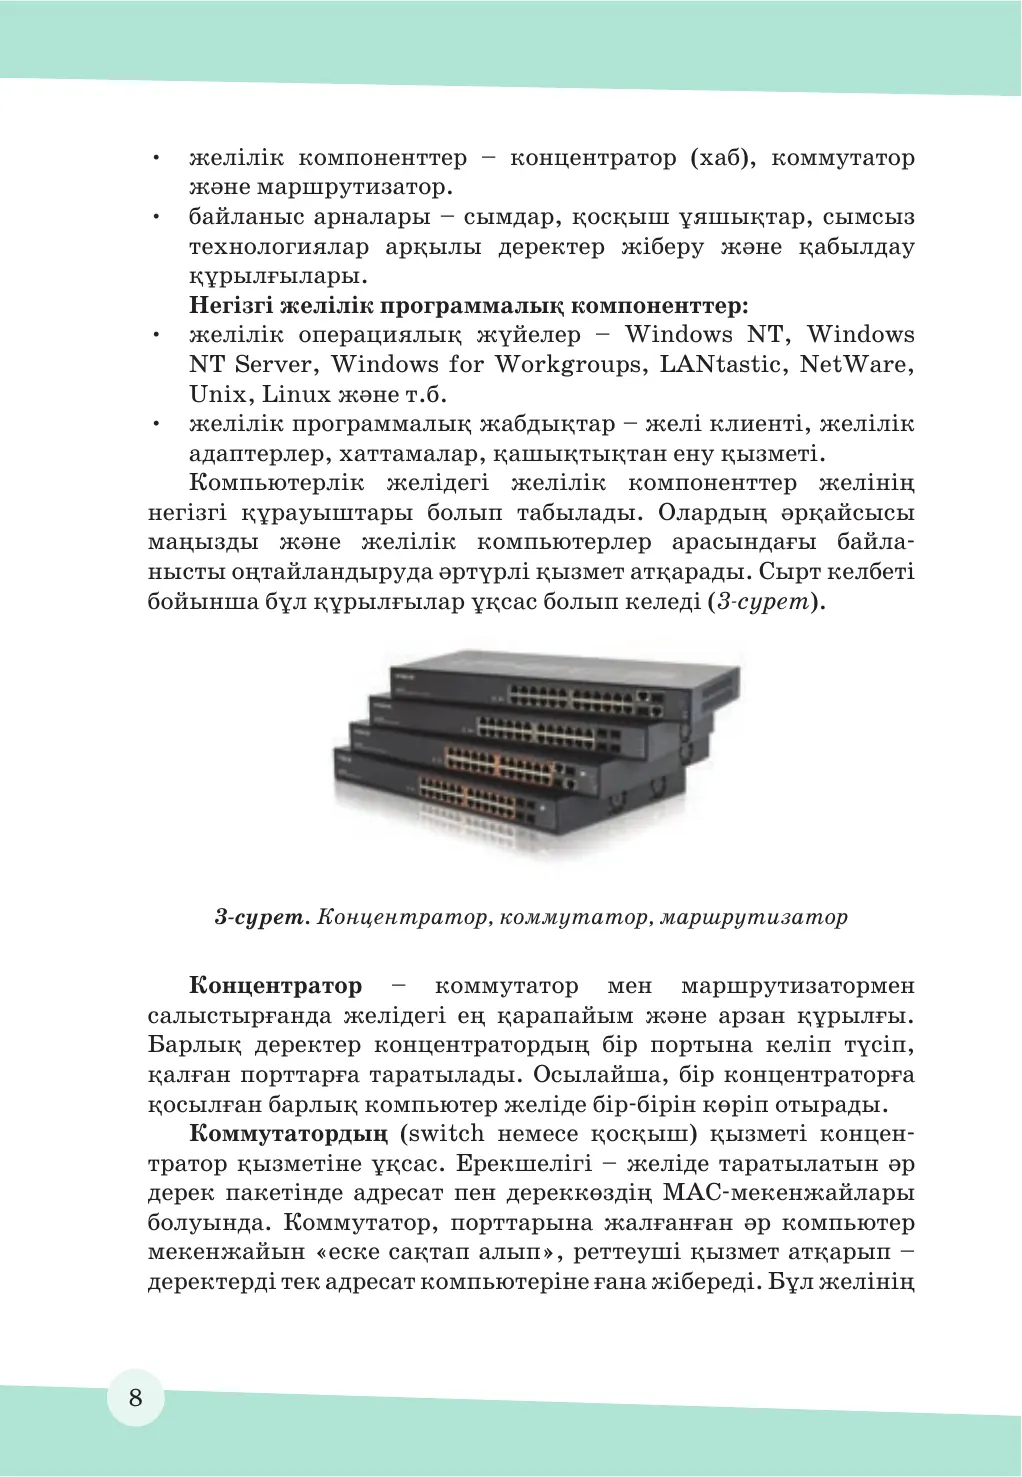 • желілік компоненттер – концентратор (хаб), коммутатор
және маршрутизатор.
• байланыс арналары – сымдар, қосқыш ұяшықтар, сымсыз
технологиялар арқылы деректер жіберу және қабылдау
құрылғылары.
Негізгі желілік программалық компоненттер:
• желілік операциялық жүйелер – Windows NT, Windows
NT Server, Windows for Workgroups, LANtastic, NetWare,
Unix, Linux және т.б.
• желілік программалық жабдықтар – желі клиенті, желілік
адаптерлер, хаттамалар, қашықтықтан ену қызметі.
Компьютерлік желідегі желілік компоненттер желінің
негізгі құрауыштары болып табылады. Олардың әрқайсысы
маңызды және желілік компьютерлер арасындағы байла-
нысты оңтайландыруда әртүрлі қызмет атқарады. Сырт келбеті
бойынша бұл құрылғылар ұқсас болып келеді (3-сурет).
3-сурет. Концентратор, коммутатор, маршрутизатор
Концентратор – коммутатор мен маршрутизатормен
салыстырғанда желідегі ең қарапайым және арзан құрылғы.
Барлық деректер концентратордың бір портына келіп түсіп,
қалған порттарға таратылады. Осылайша, бір концентраторға
қосылған барлық компьютер желіде бір-бірін көріп отырады.
Коммутатордың (switch немесе қосқыш) қызметі концен-
тратор қызметіне ұқсас. Ерекшелігі – желіде таратылатын әр
дерек пакетінде адресат пен дереккөздің MAC-мекенжайлары
болуында. Коммутатор, порттарына жалғанған әр компьютер
мекенжайын «еске сақтап алып», реттеуші қызмет атқарып –
деректерді тек адресат компьютеріне ғана жібереді. Бұл желінің
8